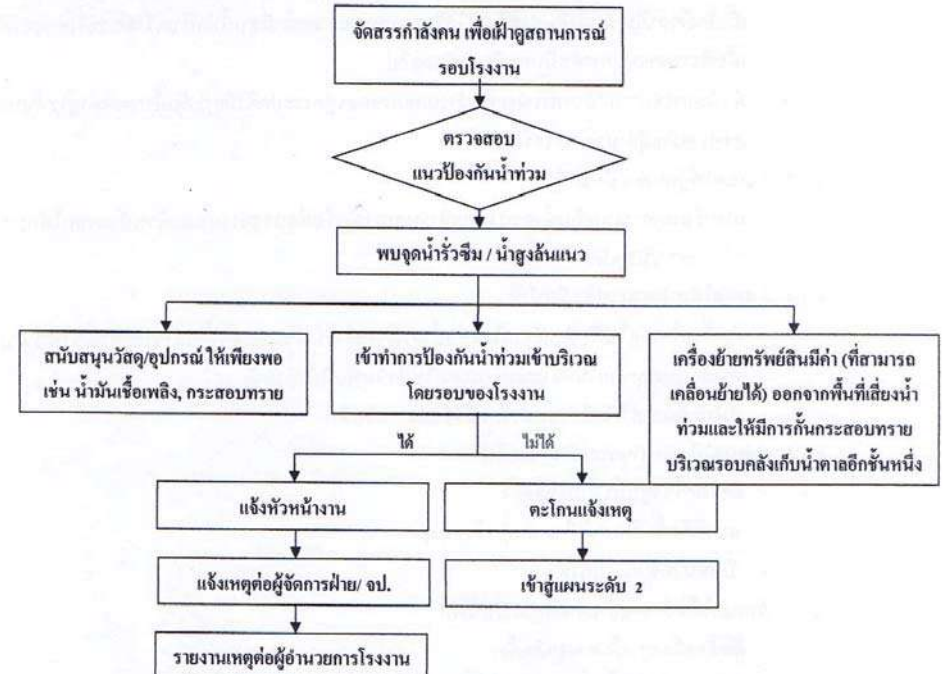 จัดสรรกำลังคน เพื่อเฝ้าดูสถานการณ์
รอบโรงงาน
ตรวจสอบ
แนวป้องกันน้ำท่วม
พบจุดน้ำรั่วซึม / น้ำสูงล้นแนว
สนับสนุนวัสดุ/อุปกรณ์ ให้เพียงพอ
เช่น น้ำมันเชื้อเพลิง, กระสอบทราย
เข้าทำการป้องกันน้ำท่วมเข้าบริเวณ
โดยรอบของโรงงาน
เครื่องย้ายทรัพย์สินมีค่า (ที่สามารถ
เคลื่อนย้ายได้) ออกจากพื้นที่เสี่ยงน้ำ
ท่วมและให้มีการกั้นกระสอบทราย
บริเวณรอบคลังเก็บน้ำตาลอีกชั้นหนึ่ง
ได้
ไม่ได้
แจ้งหัวหน้างาน
ตะโกนแจ้งเหตุ
แจ้งเหตุต่อผู้จัดการฝ่าย/ จป.
เข้าสู่แผนระดับ 2
รายงานเหตุต่อผู้อำนวยการโรงงาน